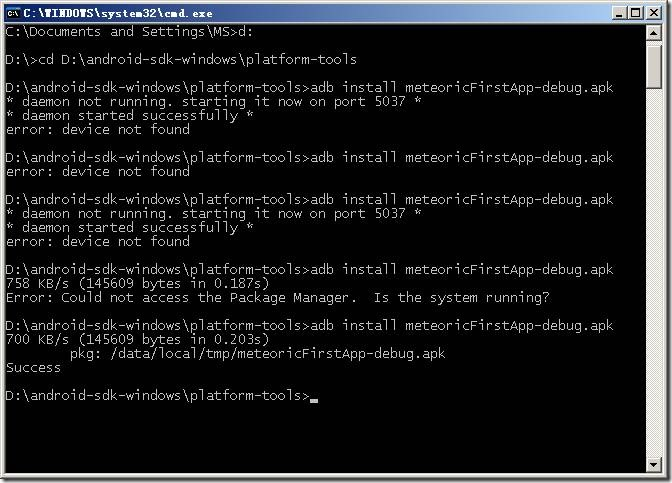 C:\WINDOWS\system32\cmd.exe
C:\Documents and Settings\MS>d:
D:\>cd D:\android-sdk-windows\platform-tools
D:\android-sdk-windows\platform-tools>adb install meteoricFirstApp-debug.apk
* daemon not running. starting it now on port 5037 *
* daemon started successfully *
error: device not found
D:\android-sdk-windows\platform-tools>adb install meteoricFirstApp-debug.apk
error: device not found
D:\android-sdk-windows\platform-tools>adb install meteoricFirstApp-debug.apk
* daemon not running. starting it now on port 5037 *
* daemon started successfully *
error: device not found
D:\android-sdk-windows\platform-tools>adb install meteoricFirstApp-debug.apk
758 KB/s (145609 bytes in 0.187s)
Error: Could not access the Package Manager.  Is the system running?
D:\android-sdk-windows\platform-tools>adb install meteoricFirstApp-debug.apk
700 KB/s (145609 bytes in 0.203s)
        pkg: /data/local/tmp/meteoricFirstApp-debug.apk
Success
D:\android-sdk-windows\platform-tools>